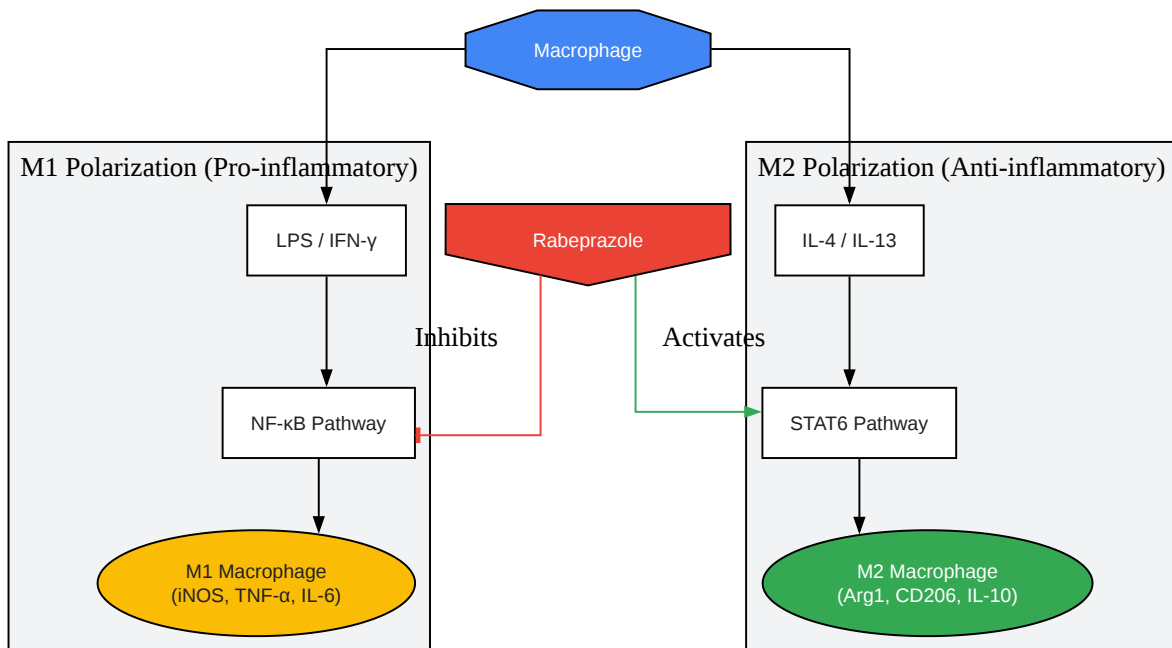 Macrophage
M1 Polarization (Pro-inflammatory)
M2 Polarization (Anti-inflammatory)
LPS / IFN-γ
Rabeprazole
IL-4 / IL-13
Inhibits
Activates
NF-κB Pathway
STAT6 Pathway
M1 Macrophage
(iNOS, TNF-α, IL-6)
M2 Macrophage
(Arg1, CD206, IL-10)